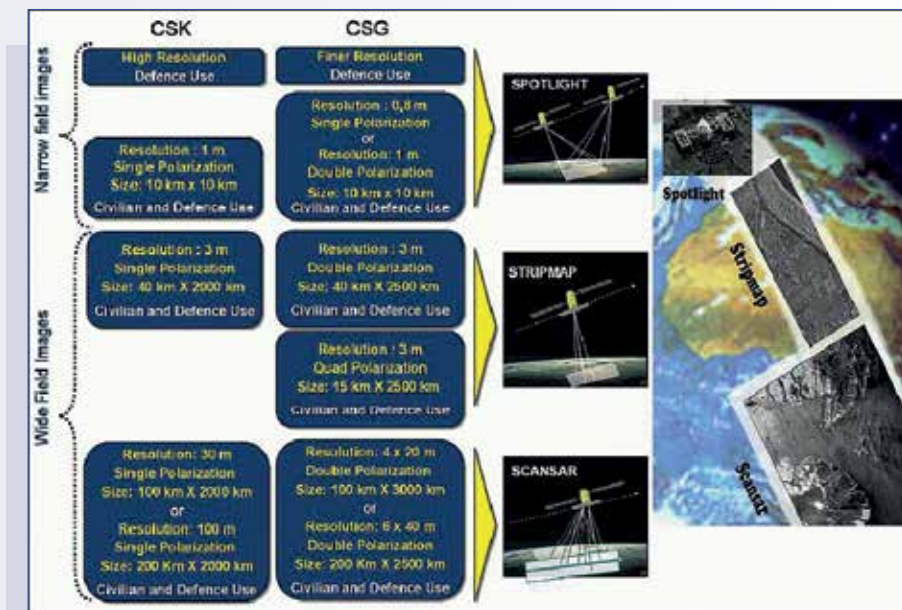 CSK
CSG
Narrow field images
High Resolution
Defence Use
Finer Resolution
Defence Use
Resolution : 1 m
Single Polarization
Size: 10 km x 10 km
Civilian and Defence Use
Resolution : 0,8 m
Single Polarization
or
Resolution : 1 m
Double Polarization
Size: 10 km x 10 km
Civilian and Defence Use
SPOTLIGHT
Wide Field Images
Resolution : 3 m
Single Polarization
Size: 40 km X 2000 km
Civilian and Defence Use
Resolution : 3 m
Double Polarization
Size: 40 km X 2500 km
Civilian and Defence Use
Resolution : 3 m
Quad Polarization
Size: 15 km X 2500 km
Civilian and Defence Use
STRIPMAP
Resolution: 30 m
Single Polarization
Size: 100 km X 2000 km
or
Resolution: 100 m
Single Polarization
Size: 200 Km X 2000 km
Civilian and Defence Use
Resolution: 4 x 20 m
Double Polarization
Size: 100 km X 3000 km
or
Resolution: 6 x 40 m
Double Polarization
Size: 200 Km X 2500 km
Civilian and Defence Use
SCANSAR
Spotlight
Stripmap
Scansar